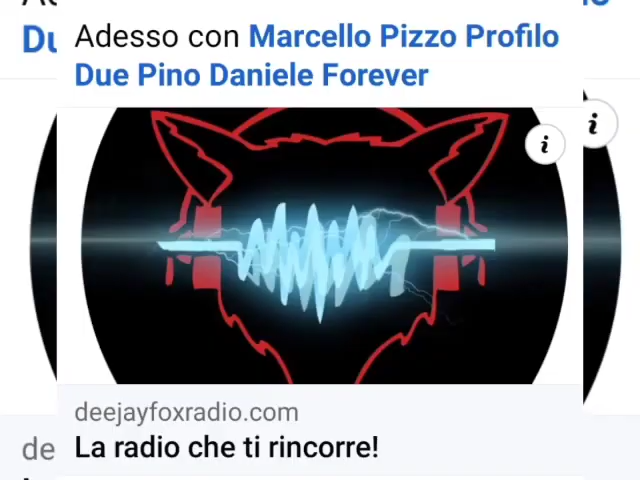 Adesso con Marcello Pizzo Profilo
Due Pino Daniele Forever
i
i
deejayfoxradio.com
La radio che ti rincorre!